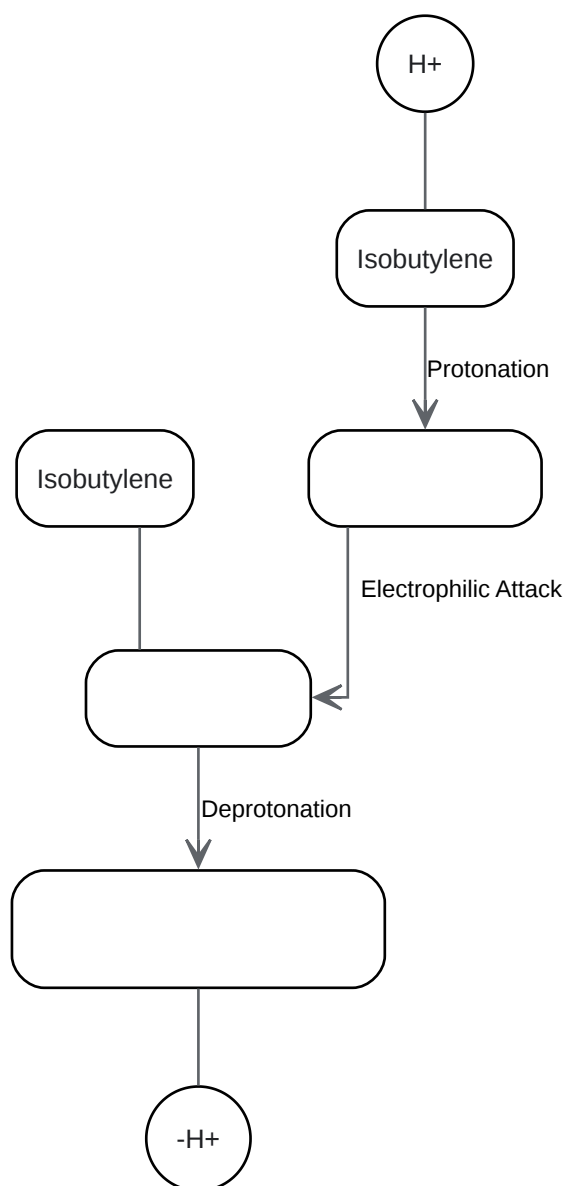 H+
Isobutylene
Protonation
Isobutylene
Electrophilic Attack
Deprotonation
-H+